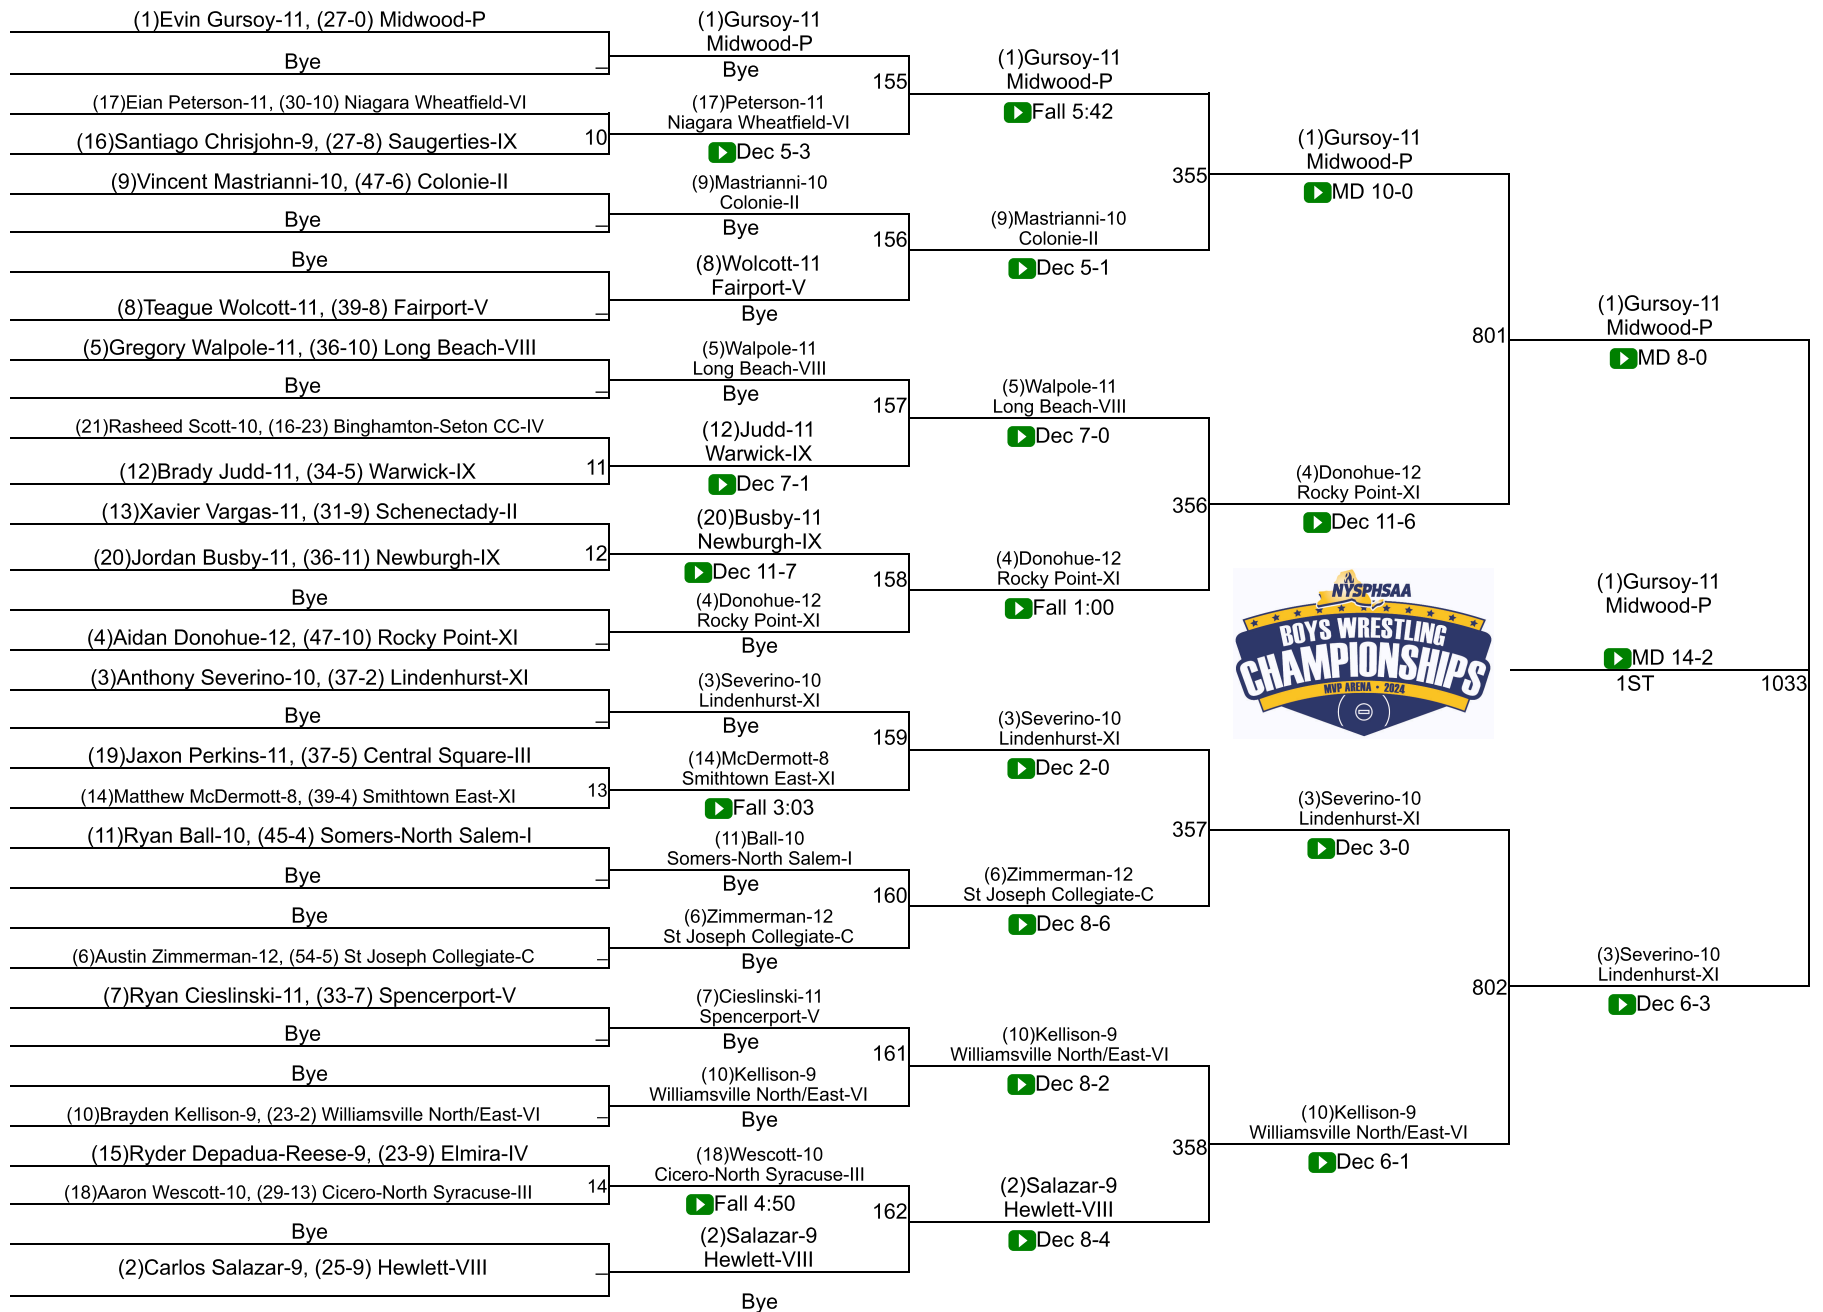 (1)Evin Gursoy-11, (27-0) Midwood-P
Bye
(17)Eian Peterson-11, (30-10) Niagara Wheatfield-VI
(16)Santiago Chrisjohn-9, (27-8) Saugerties-IX
10
(9)Vincent Mastrianni-10, (47-6) Colonie-II
Bye
Bye
(8)Teague Wolcott-11, (39-8) Fairport-V
(5)Gregory Walpole-11, (36-10) Long Beach-VIII
Bye
(21)Rasheed Scott-10, (16-23) Binghamton-Seton CC-IV
(12)Brady Judd-11, (34-5) Warwick-IX
11
(13)Xavier Vargas-11, (31-9) Schenectady-II
(20)Jordan Busby-11, (36-11) Newburgh-IX
12
Bye
(4)Aidan Donohue-12, (47-10) Rocky Point-XI
(3)Anthony Severino-10, (37-2) Lindenhurst-XI
Bye
(19)Jaxon Perkins-11, (37-5) Central Square-III
(14)Matthew McDermott-8, (39-4) Smithtown East-XI
13
(11)Ryan Ball-10, (45-4) Somers-North Salem-I
Bye
Bye
(6)Austin Zimmerman-12, (54-5) St Joseph Collegiate-C
(7)Ryan Cieslinski-11, (33-7) Spencerport-V
Bye
Bye
(10)Brayden Kellison-9, (23-2) Williamsville North/East-VI
(15)Ryder Depadua-Reese-9, (23-9) Elmira-IV
(18)Aaron Wescott-10, (29-13) Cicero-North Syracuse-III
14
Bye
(2)Carlos Salazar-9, (25-9) Hewlett-VIII
(1)Gursoy-11
Midwood-P
Bye
155
(17)Peterson-11
Niagara Wheatfield-VI
Dec 5-3
(9)Mastrianni-10
Colonie-II
Bye
156
(8)Wolcott-11
Fairport-V
Bye
(5)Walpole-11
Long Beach-VIII
Bye
157
(12)Judd-11
Warwick-IX
Dec 7-1
(20)Busby-11
Newburgh-IX
Dec 11-7
158
(4)Donohue-12
Rocky Point-XI
Bye
(3)Severino-10
Lindenhurst-XI
Bye
159
(14)McDermott-8
Smithtown East-XI
Fall 3:03
(11)Ball-10
Somers-North Salem-I
Bye
160
(6)Zimmerman-12
St Joseph Collegiate-C
Bye
(7)Cieslinski-11
Spencerport-V
Bye
161
(10)Kellison-9
Williamsville North/East-VI
Bye
(18)Wescott-10
Cicero-North Syracuse-III
Fall 4:50
162
(2)Salazar-9
Hewlett-VIII
Bye
(1)Gursoy-11
Midwood-P
Fall 5:42
355
(9)Mastrianni-10
Colonie-II
Dec 5-1
(5)Walpole-11
Long Beach-VIII
Dec 7-0
356
(4)Donohue-12
Rocky Point-XI
Fall 1:00
(3)Severino-10
Lindenhurst-XI
Dec 2-0
357
(6)Zimmerman-12
St Joseph Collegiate-C
Dec 8-6
(10)Kellison-9
Williamsville North/East-VI
Dec 8-2
358
(2)Salazar-9
Hewlett-VIII
Dec 8-4
(1)Gursoy-11
Midwood-P
MD 10-0
801
(4)Donohue-12
Rocky Point-XI
Dec 11-6
NYSPHSAA
BOYS WRESTLING
CHAMPIONSHIPS
MVP ARENA • 2024
(3)Severino-10
Lindenhurst-XI
Dec 3-0
802
(10)Kellison-9
Williamsville North/East-VI
Dec 6-1
(1)Gursoy-11
Midwood-P
MD 8-0
(1)Gursoy-11
Midwood-P
MD 14-2
1ST
1033
(3)Severino-10
Lindenhurst-XI
Dec 6-3